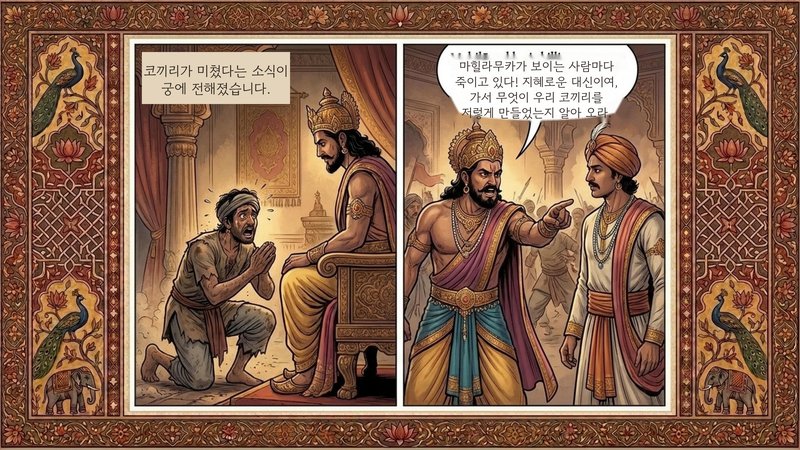 코끼리가 미쳤다는 소식이
궁에 전해졌습니다.
마힐라무카가 보이는 사람마다
죽이고 있다! 지혜로운 대신이여,
가서 무엇이 우리 코끼리를
저렇게 만들었는지 알아 오라.